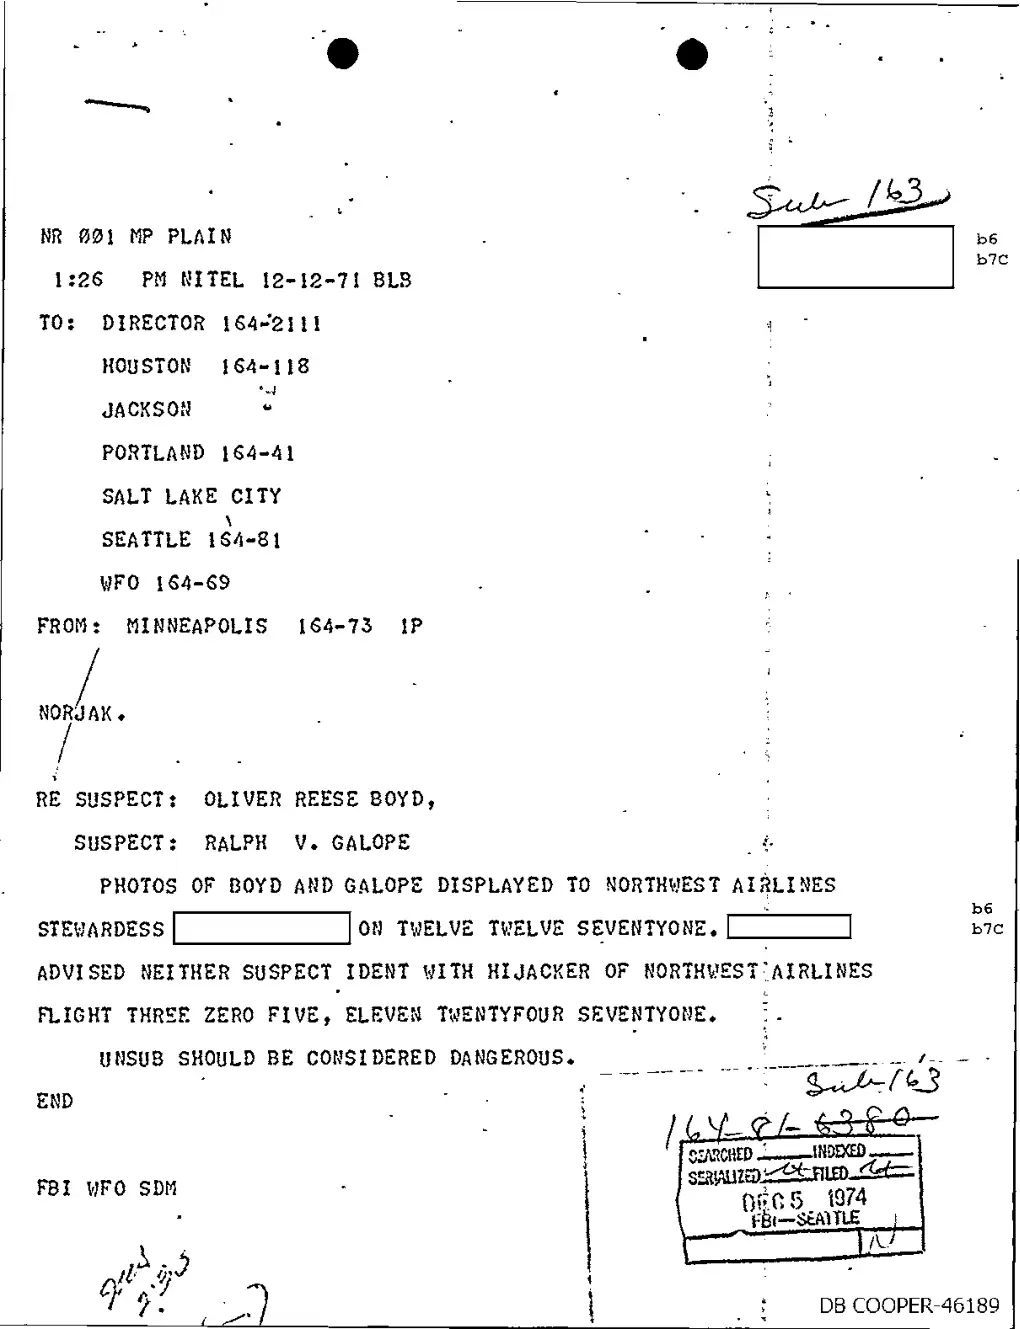 Sub 163
b6
b7C
NR 001 MP PLAIN
1:26 PM NITEL 12-12-71 BLB
TO: DIRECTOR 164-2111
HOUSTON 164-118
JACKSON
PORTLAND 164-41
SALT LAKE CITY
SEATTLE 164-81
WFO 164-69
FROM: MINNEAPOLIS 164-73 1P
NORJAK.
RE SUSPECT: OLIVER REESE BOYD,
SUSPECT: RALPH V. GALOPE
PHOTOS OF BOYD AND GALOPE DISPLAYED TO NORTHWEST AIRLINES
STEWARDESS ON TWELVE TWELVE SEVENTYONE.
b6
b7C
ADVISED NEITHER SUSPECT IDENT WITH HIJACKER OF NORTHWEST AIRLINES
FLIGHT THREE ZERO FIVE, ELEVEN TWENTYFOUR SEVENTYONE.
UNSUB SHOULD BE CONSIDERED DANGEROUS.
END
Sub 163
164-81-6380
SEARCHED INDEXED
SERIALIZED FILED
DEC 5 1974
FBI—SEATTLE
FBI WFO SDM
DB COOPER-46189